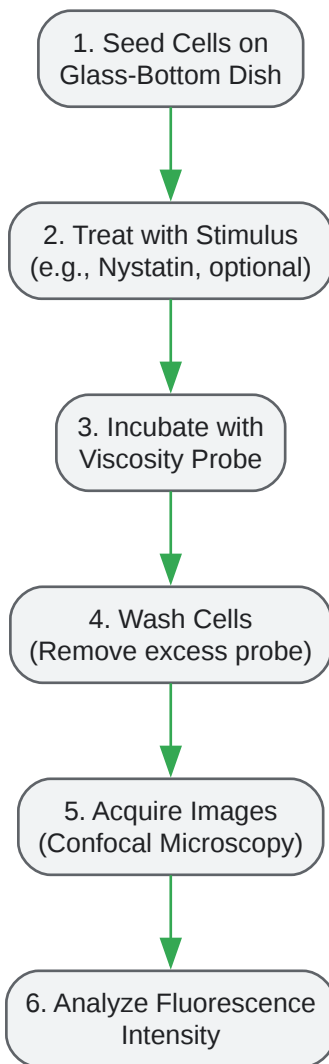 1. Seed Cells on
Glass-Bottom Dish
2. Treat with Stimulus
(e.g., Nystatin, optional)
3. Incubate with
Viscosity Probe
4. Wash Cells
(Remove excess probe)
5. Acquire Images
(Confocal Microscopy)
6. Analyze Fluorescence
Intensity